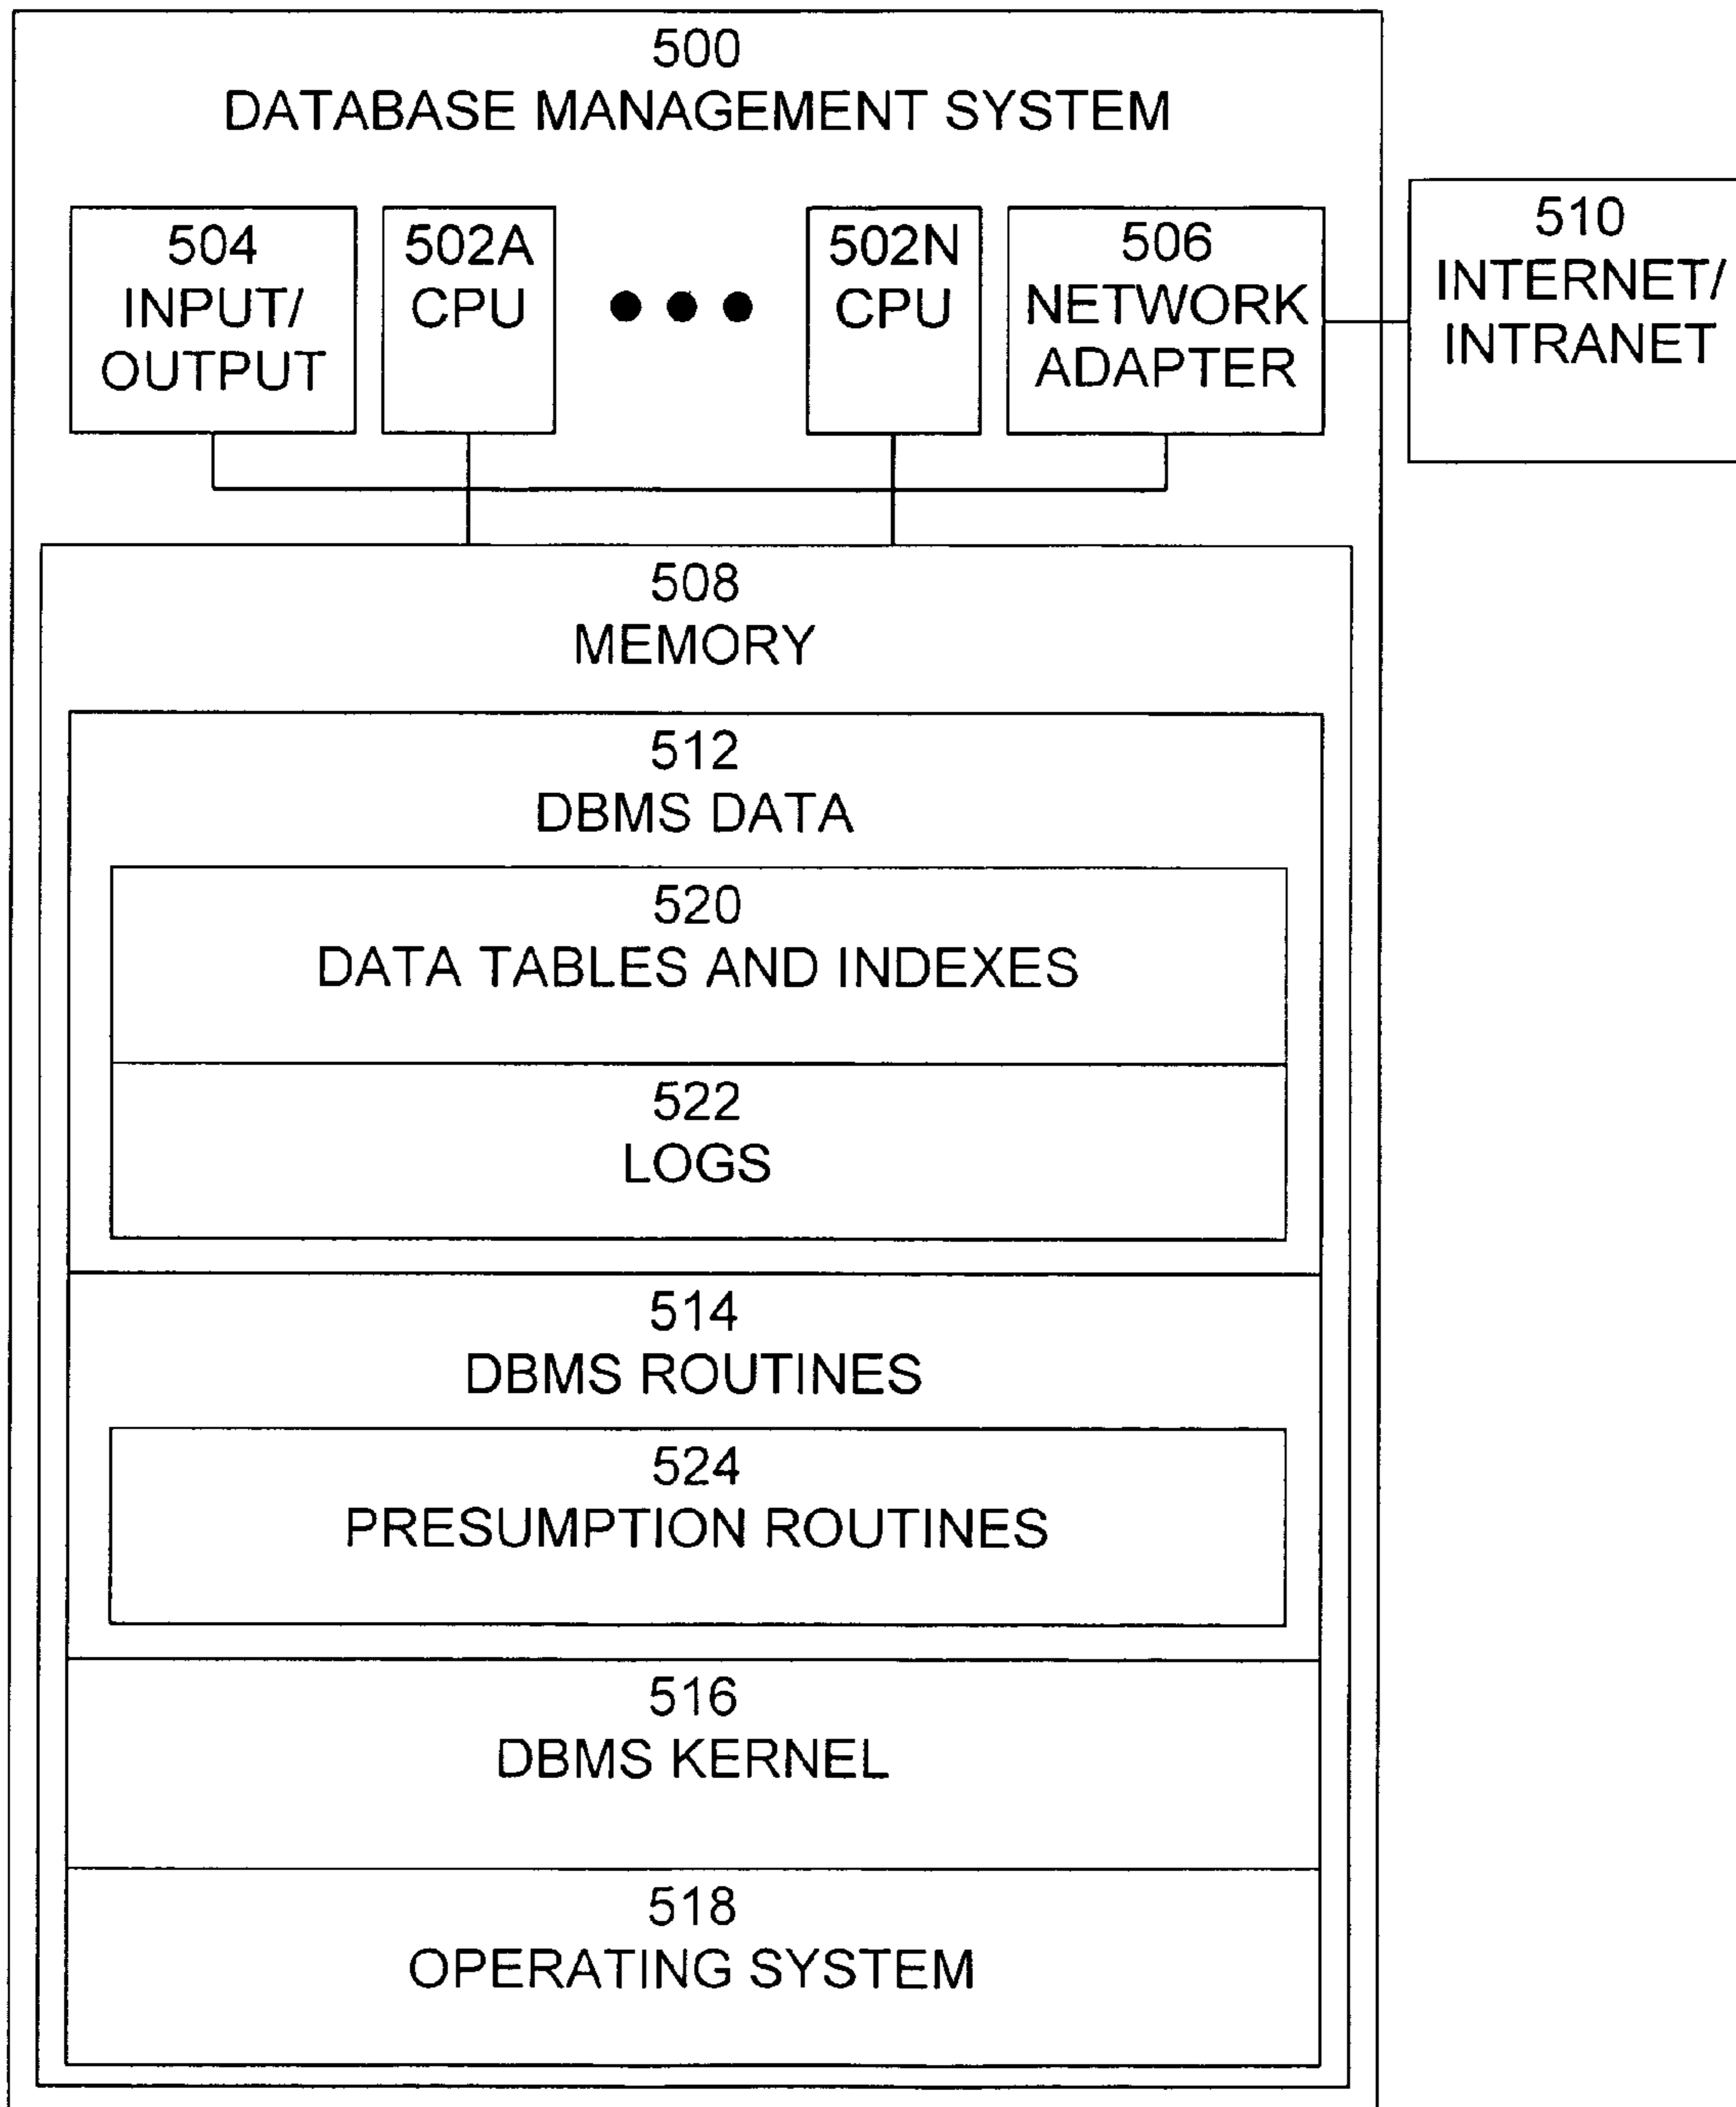 500
DATABASE MANAGEMENT SYSTEM
504
INPUT/
OUTPUT
502A
CPU
502N
CPU
506
NETWORK
ADAPTER
510
INTERNET/
INTRANET
508
MEMORY
512
DBMS DATA
520
DATA TABLES AND INDEXES
522
LOGS
514
DBMS ROUTINES
524
PRESUMPTION ROUTINES
516
DBMS KERNEL
518
OPERATING SYSTEM